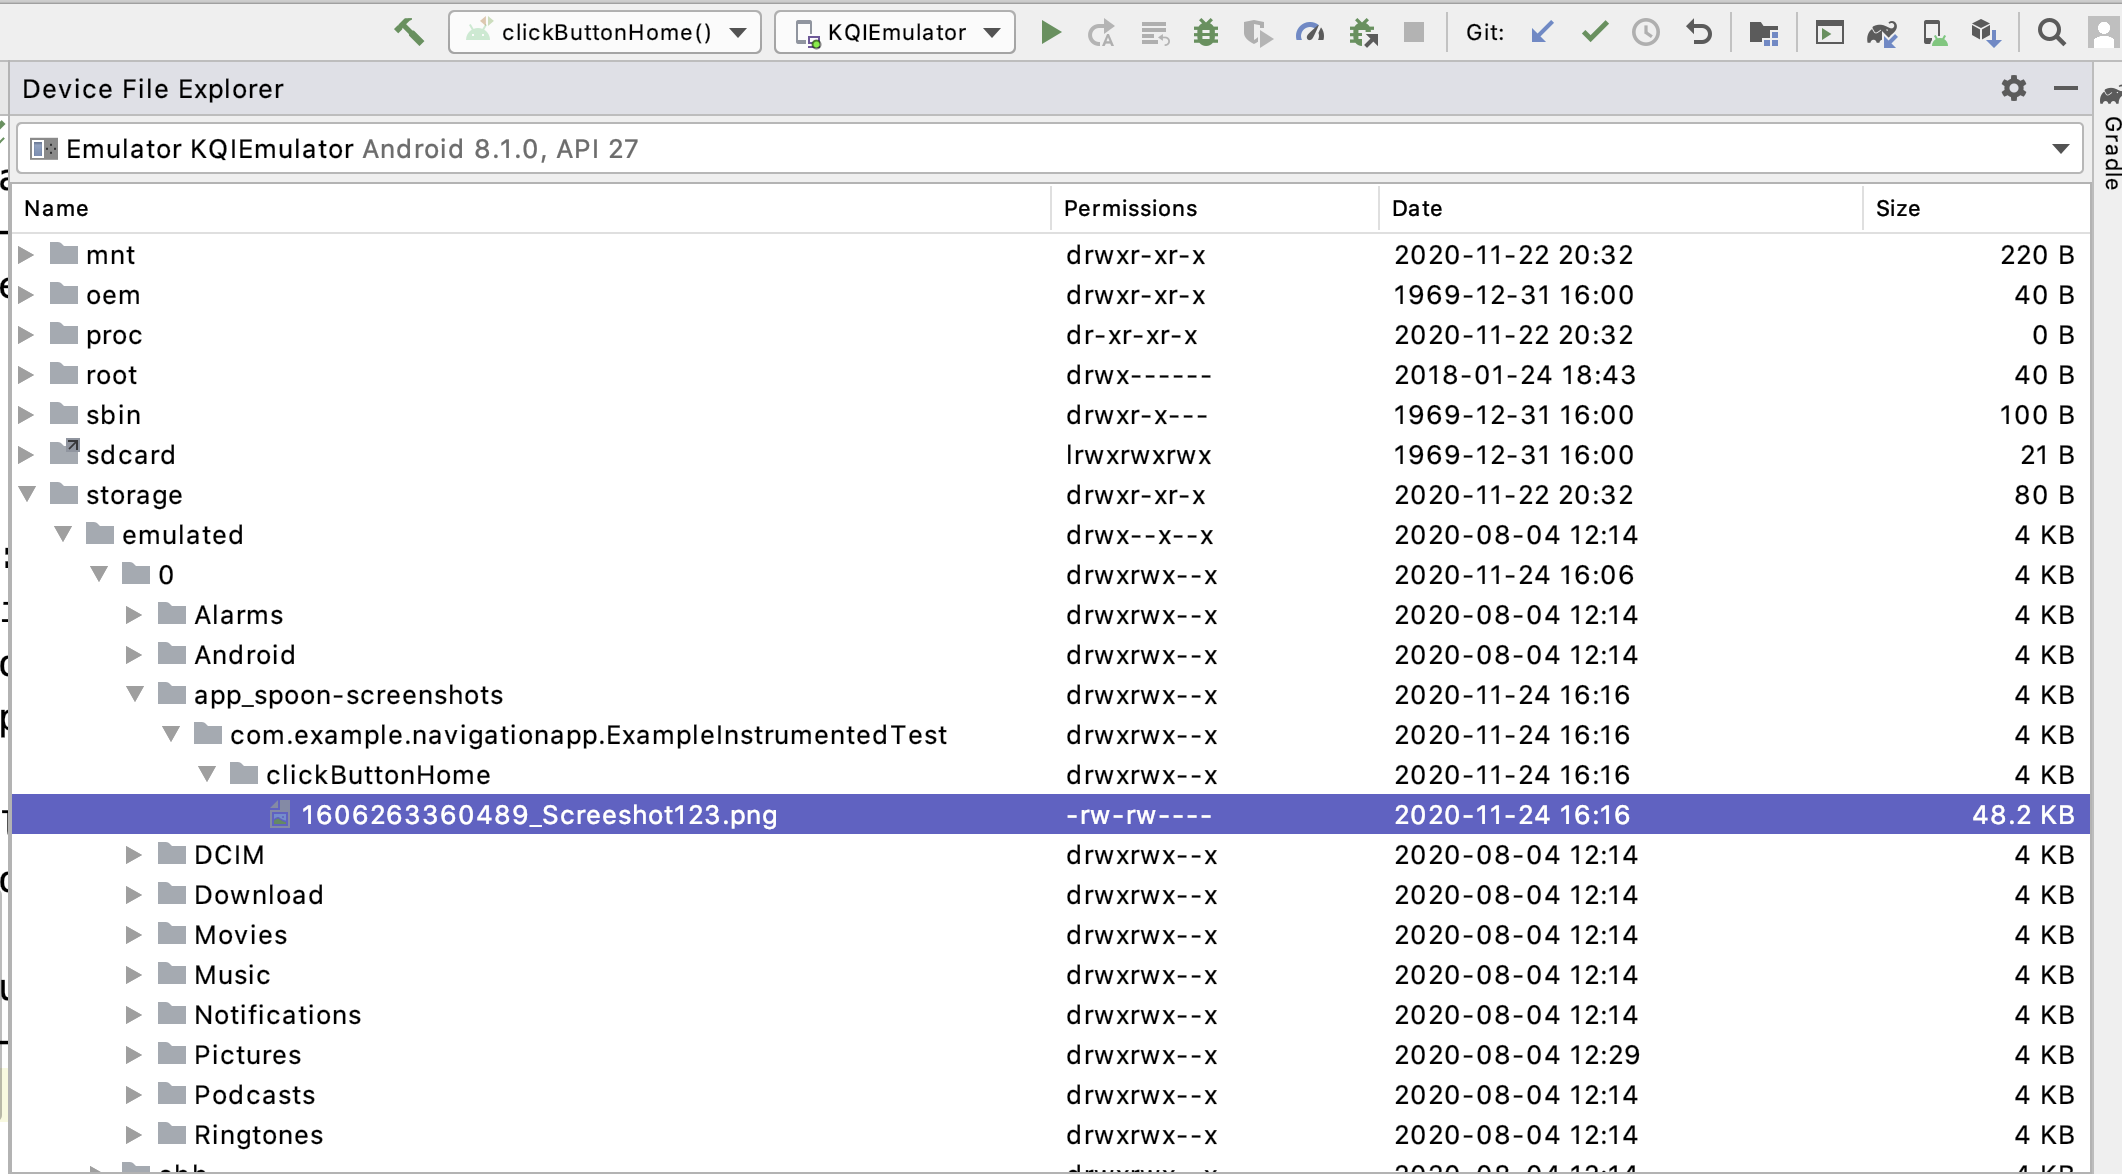 clickButtonHome() KQIEmulator Git:
Device File Explorer
Emulator KQIEmulator Android 8.1.0, API 27
Gradle
Name Permissions Date Size
mnt drwxr-xr-x 2020-11-22 20:32 220 B
oem drwxr-xr-x 1969-12-31 16:00 40 B
proc dr-xr-xr-x 2020-11-22 20:32 0 B
root drwx------ 2018-01-24 18:43 40 B
sbin drwxr-x--- 1969-12-31 16:00 100 B
sdcard lrwxrwxrwx 1969-12-31 16:00 21 B
storage drwxr-xr-x 2020-11-22 20:32 80 B
emulated drwx--x--x 2020-08-04 12:14 4 KB
0 drwxrwx--x 2020-11-24 16:06 4 KB
Alarms drwxrwx--x 2020-08-04 12:14 4 KB
Android drwxrwx--x 2020-08-04 12:14 4 KB
app_spoon-screenshots drwxrwx--x 2020-11-24 16:16 4 KB
com.example.navigationapp.ExampleInstrumentedTest drwxrwx--x 2020-11-24 16:16 4 KB
clickButtonHome drwxrwx--x 2020-11-24 16:16 4 KB
1606263360489_Screeshot123.png -rw-rw---- 2020-11-24 16:16 48.2 KB
DCIM drwxrwx--x 2020-08-04 12:14 4 KB
Download drwxrwx--x 2020-08-04 12:14 4 KB
Movies drwxrwx--x 2020-08-04 12:14 4 KB
Music drwxrwx--x 2020-08-04 12:14 4 KB
Notifications drwxrwx--x 2020-08-04 12:14 4 KB
Pictures drwxrwx--x 2020-08-04 12:29 4 KB
Podcasts drwxrwx--x 2020-08-04 12:14 4 KB
Ringtones drwxrwx--x 2020-08-04 12:14 4 KB